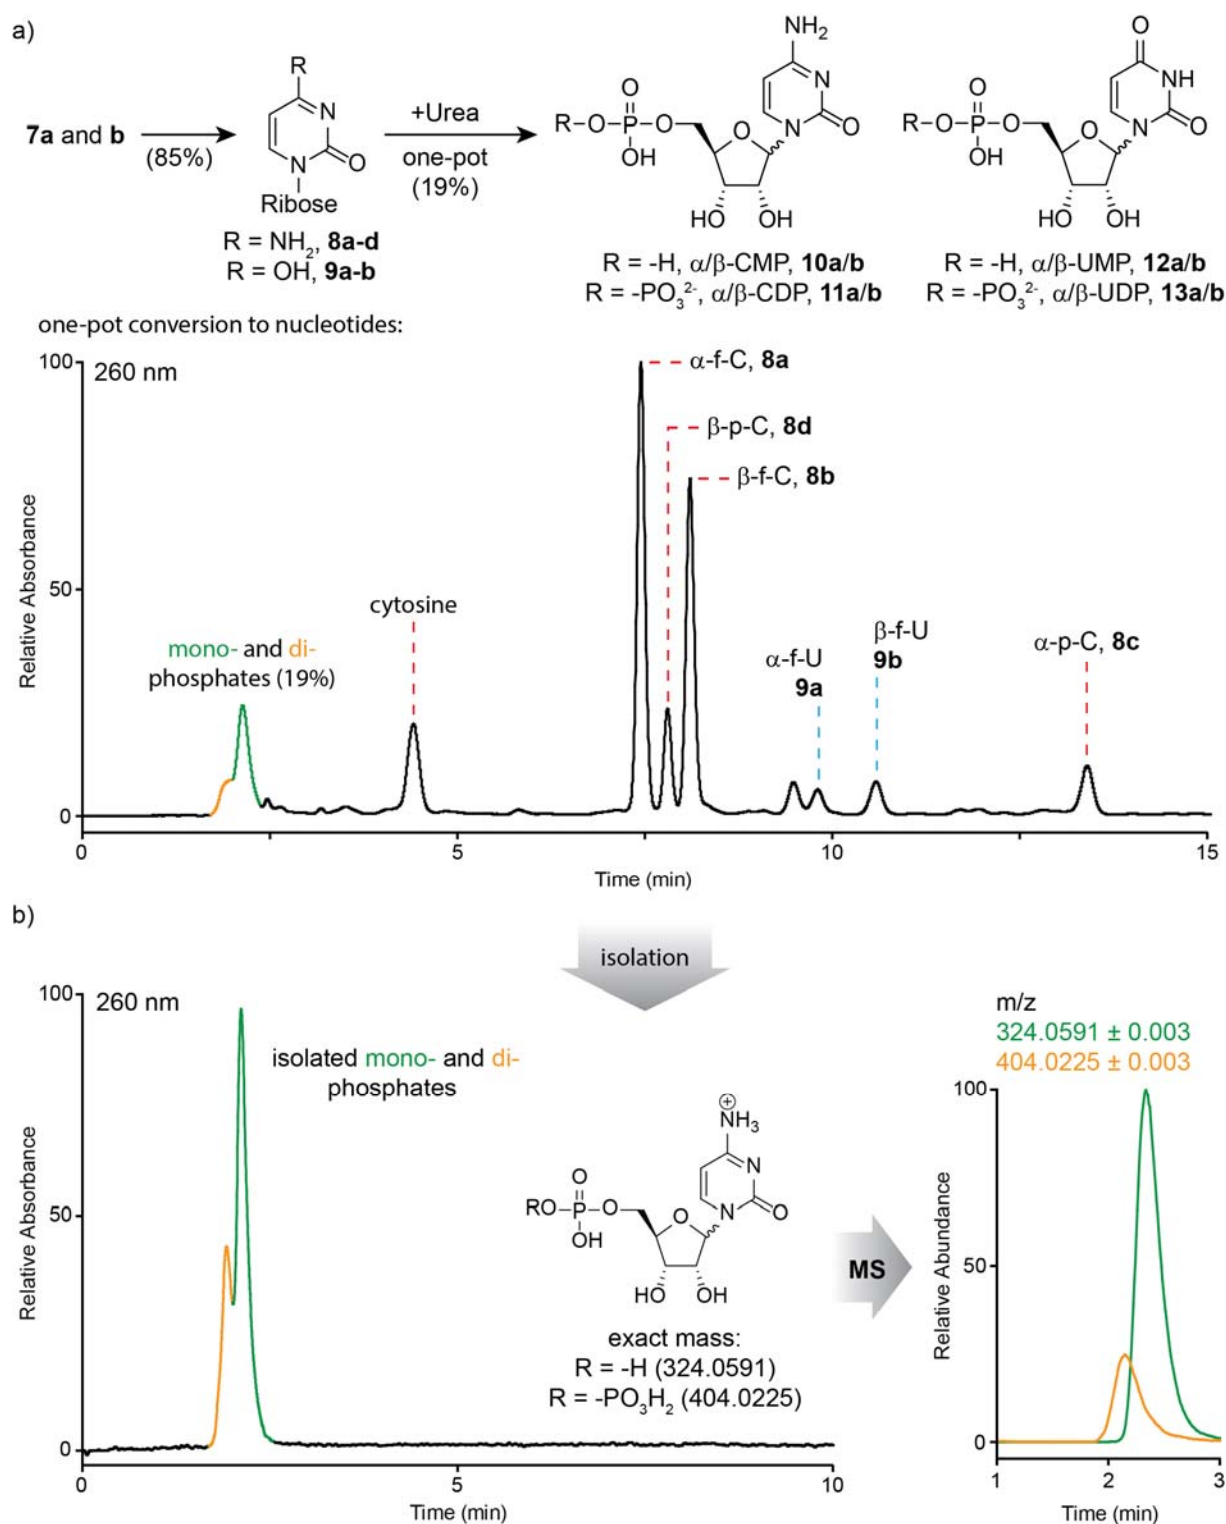 a)
7a and b
(85%)
R
N
N
O
Ribose
R = NH2, 8a-d
R = OH, 9a-b
+Urea
one-pot
(19%)
NH2
N
N
O
O
R-O-P-O
OH
O
HO OH
R = -H, α/β-CMP, 10a/b
R = -PO3 2-, α/β-CDP, 11a/b
O
NH
N
O
O
R-O-P-O
OH
O
HO OH
R = -H, α/β-UMP, 12a/b
R = -PO3 2-, α/β-UDP, 13a/b
one-pot conversion to nucleotides:
260 nm
Relative Absorbance
100
50
0
mono- and di-
phosphates (19%)
cytosine
α-f-C, 8a
β-p-C, 8d
β-f-C, 8b
α-f-U
9a
β-f-U
9b
α-p-C, 8c
0 5 10 15
Time (min)
b)
isolation
260 nm
Relative Absorbance
100
50
0
isolated mono- and di-
phosphates
+
NH3
N
N
O
O
RO-P-O
OH
O
HO OH
exact mass:
R = -H (324.0591)
R = -PO3H2 (404.0225)
0 5 10
Time (min)
MS
m/z
324.0591 ± 0.003
404.0225 ± 0.003
Relative Abundance
100
50
0
1 2 3
Time (min)